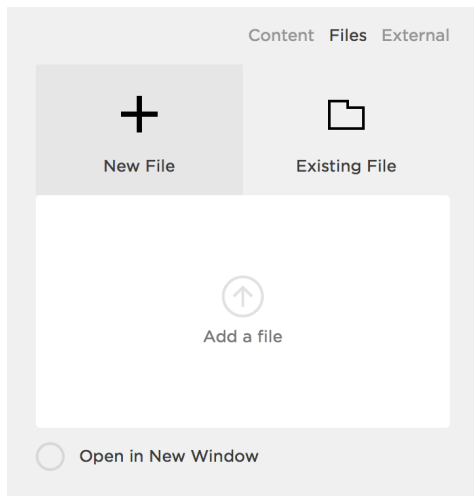 Content Files External
New File Existing File
Add a file
Open in New Window